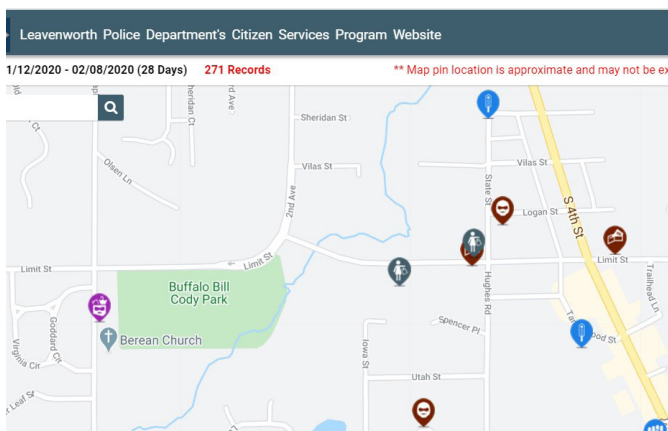 Leavenworth Police Department's Citizen Services Program Website
1/12/2020 - 02/08/2020 (28 Days) 271 Records ** Map pin location is approximate and may not be ex
Sheridan St
Olsen Ln
Vilas St
Vilas St
2nd Ave
State St
Logan St
S 4th St
Limit St
Limit St
Limit St
Buffalo Bill
Cody Park
Hughes Rd
Trailhead Ln
Goddard Cir
Berean Church
Spencer Pl
Virginia Cir
Iowa St
Utah St